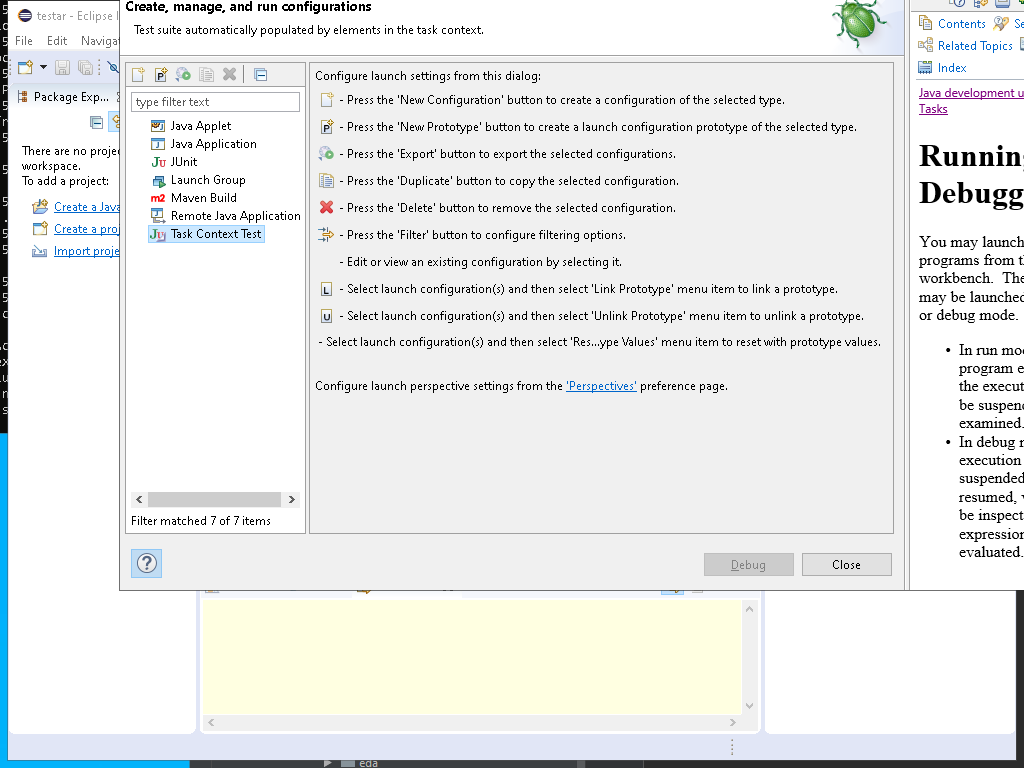 testar - Eclipse I
File Edit Navigat
Package Exp...
There are no projec
workspace.
To add a project:
Create a Java
Create a proj
Import proje
Create, manage, and run configurations
Test suite automatically populated by elements in the task context.
type filter text
Java Applet
Java Application
JUnit
Launch Group
Maven Build
Remote Java Application
Task Context Test
Filter matched 7 of 7 items
Configure launch settings from this dialog:
- Press the 'New Configuration' button to create a configuration of the selected type.
- Press the 'New Prototype' button to create a launch configuration prototype of the selected type.
- Press the 'Export' button to export the selected configurations.
- Press the 'Duplicate' button to copy the selected configuration.
- Press the 'Delete' button to remove the selected configuration.
- Press the 'Filter' button to configure filtering options.
- Edit or view an existing configuration by selecting it.
- Select launch configuration(s) and then select 'Link Prototype' menu item to link a prototype.
- Select launch configuration(s) and then select 'Unlink Prototype' menu item to unlink a prototype.
- Select launch configuration(s) and then select 'Res...ype Values' menu item to reset with prototype values.
Configure launch perspective settings from the 'Perspectives' preference page.
Debug
Close
Contents Se
Related Topics
Index
Java development u
Tasks
Running
Debugg
You may launch
programs from th
workbench. The
may be launched
or debug mode.
• In run mod
program e
the execut
be suspend
examined.
• In debug m
execution
suspended
resumed, v
be inspect
expression
evaluated.
eda